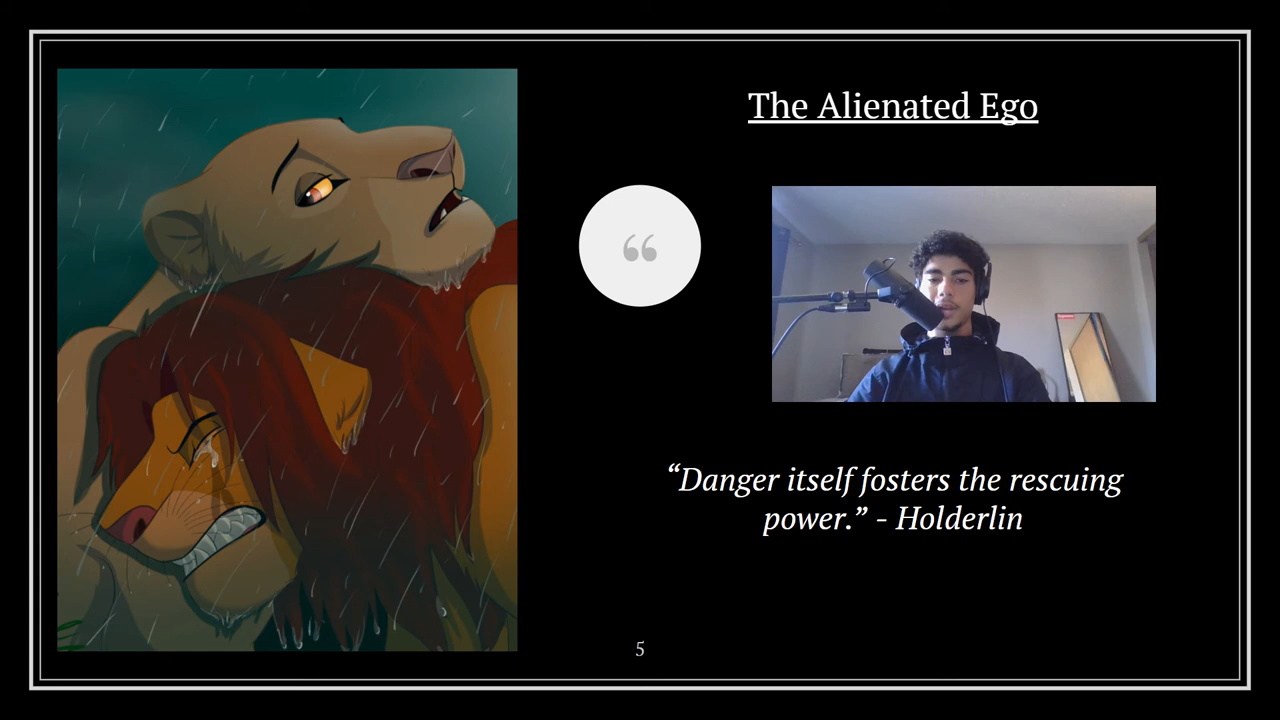 The Alienated Ego
“
“Danger itself fosters the rescuing
power.” - Holderlin
5